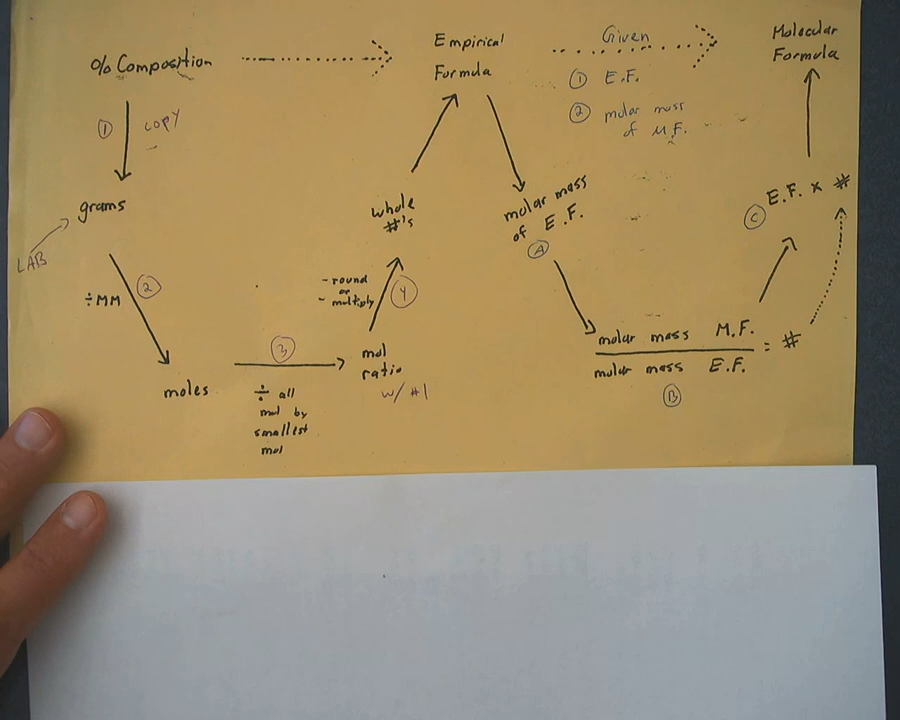 % Composition
Empirical
Formula
Given
① E.F.
② molar mass
of M.F.
Molecular
Formula
① copy
grams
LAB
÷MM
②
moles
③
÷ all
mol by
smallest
mol
mol
ratio
w/ #1
- round
or
- multiply
④
whole
#'s
molar mass
of E.F.
Ⓐ
molar mass M.F.
molar mass E.F.
= #
Ⓑ
Ⓒ E.F. x #